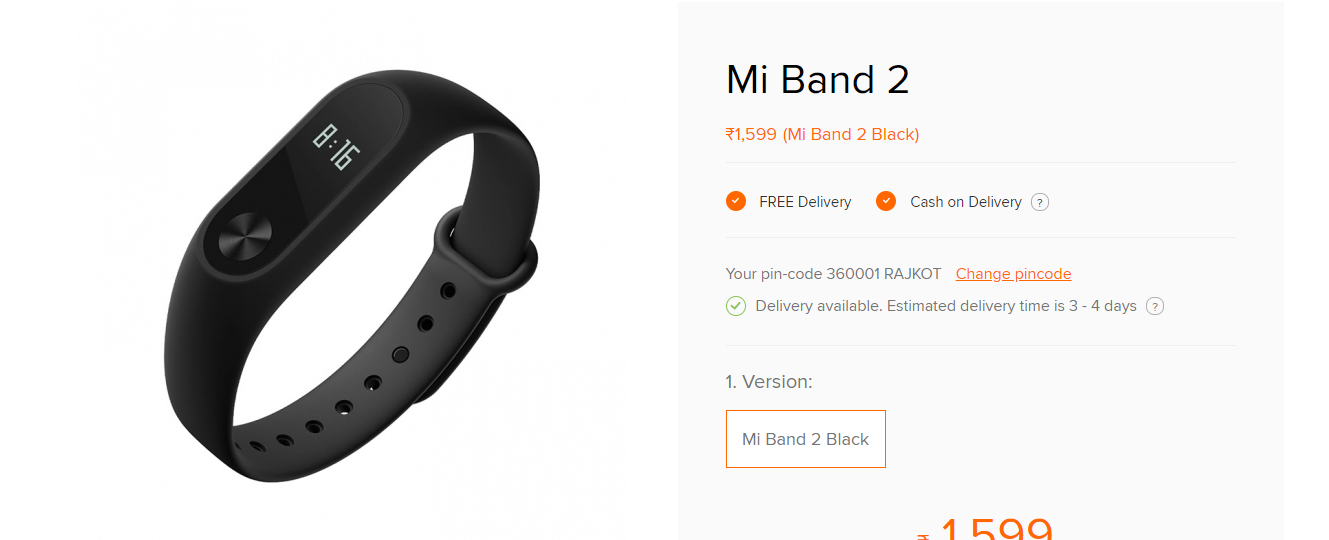 8:16
Mi Band 2
₹1,599 (Mi Band 2 Black)
FREE Delivery Cash on Delivery ?
Your pin-code 360001 RAJKOT Change pincode
Delivery available. Estimated delivery time is 3 - 4 days ?
1. Version:
Mi Band 2 Black
₹ 1,599